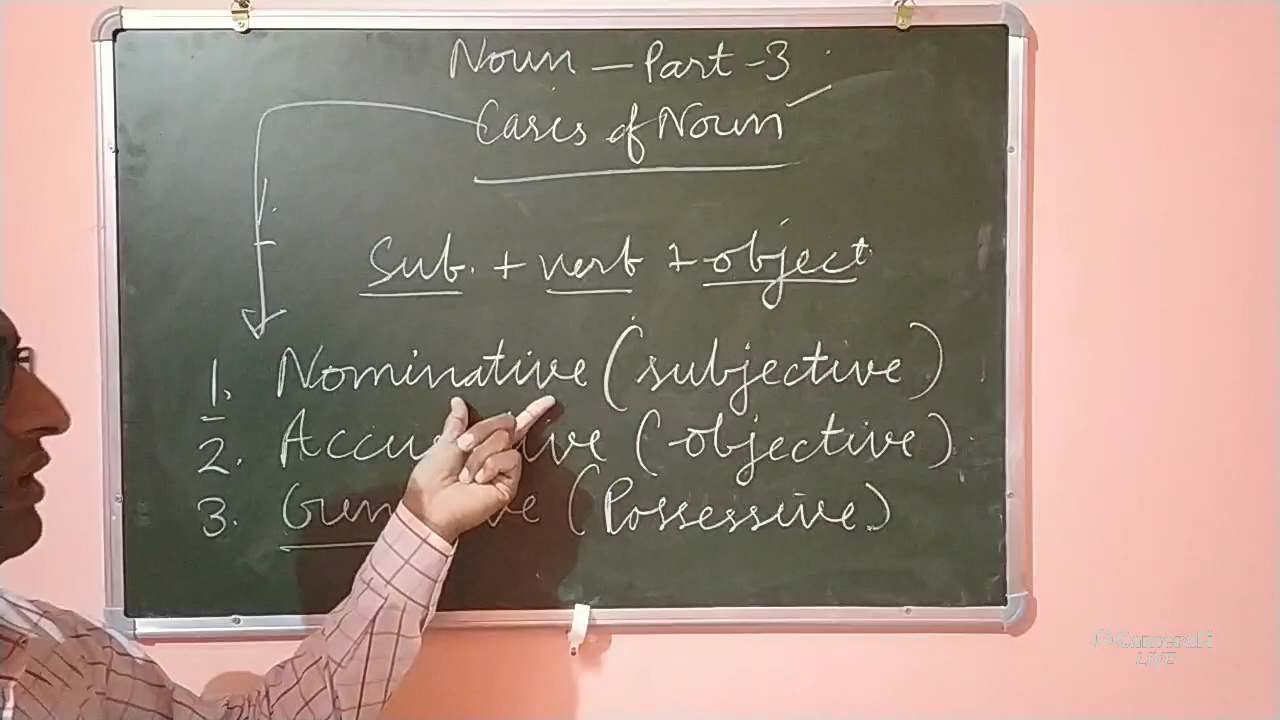 Noun — Part - 3
Cases of Noun
Sub. + verb + object
1. Nominative (subjective)
2. (objective)
3. (Possessive)